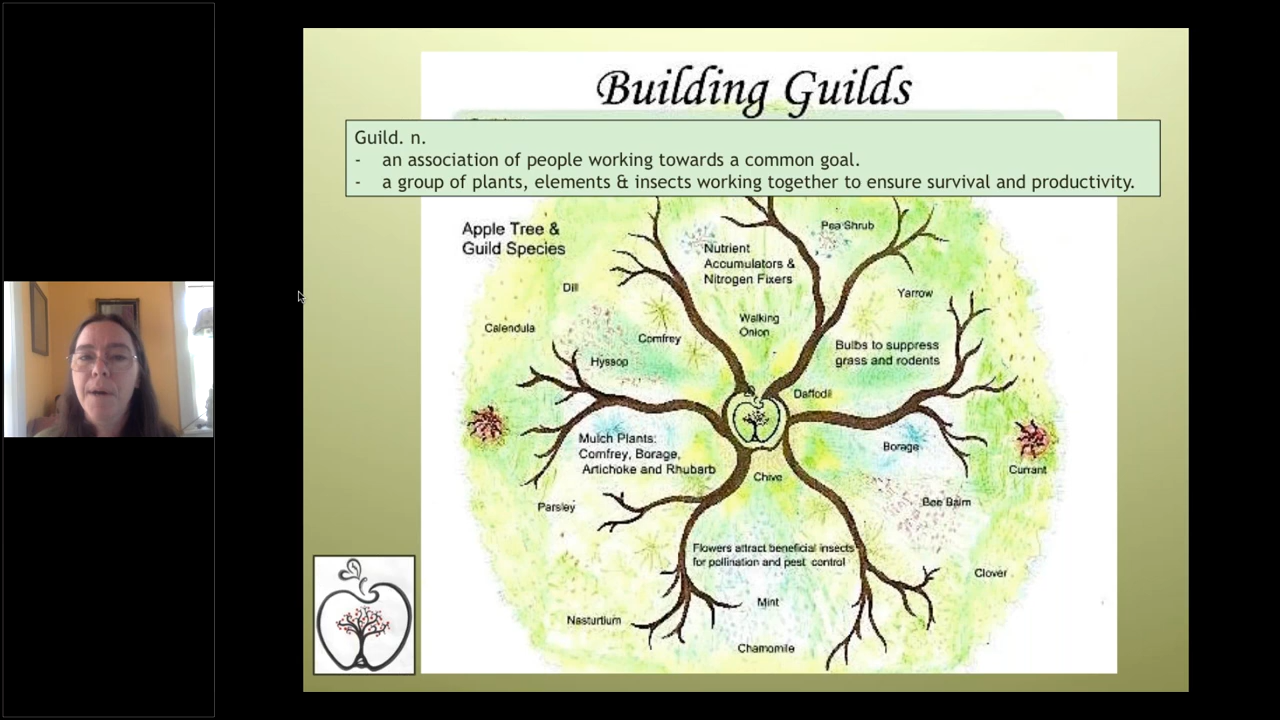 Building Guilds
Guild. n.
- an association of people working towards a common goal.
- a group of plants, elements & insects working together to ensure survival and productivity.
Apple Tree &
Guild Species
Pea Shrub
Nutrient
Accumulators &
Nitrogen Fixers
Dill
Yarrow
Calendula
Walking
Onion
Comfrey
Hyssop
Bulbs to suppress
grass and rodents
Daffodil
Mulch Plants:
Comfrey, Borage,
Artichoke and Rhubarb
Borage
Currant
Chive
Parsley
Bee Balm
Flowers attract beneficial insects
for pollination and pest control
Clover
Mint
Nasturtium
Chamomile